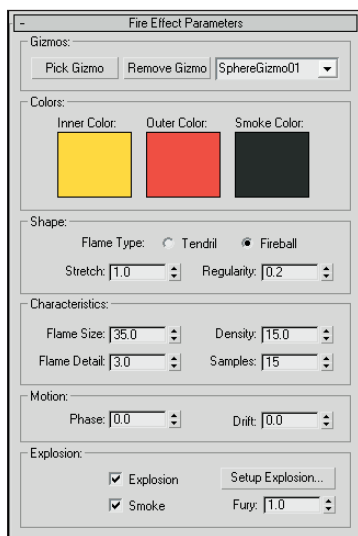 - Fire Effect Parameters
Gizmos:
Pick Gizmo Remove Gizmo SphereGizmo01
Colors:
Inner Color: Outer Color: Smoke Color:
Shape:
Flame Type: Tendril Fireball
Stretch: 1.0 Regularity: 0.2
Characteristics:
Flame Size: 35.0 Density: 15.0
Flame Detail: 3.0 Samples: 15
Motion:
Phase: 0.0 Drift: 0.0
Explosion:
Explosion Setup Explosion...
Smoke Fury: 1.0